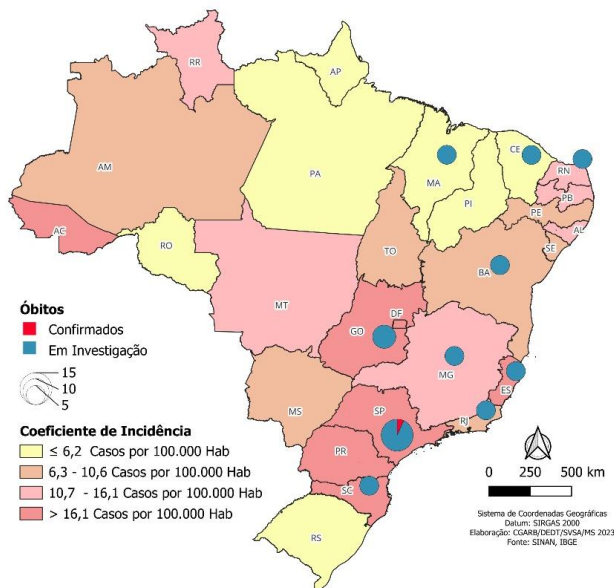 RR
AP
AM
PA
MA
CE
RN
PB
PI
PE
AL
AC
RO
TO
SE
BA
MT
DF
GO
MG
ES
MS
SP
RJ
PR
SC
RS
Óbitos
Confirmados
Em Investigação
15
10
5
Coeficiente de Incidência
≤ 6,2 Casos por 100.000 Hab
6,3 - 10,6 Casos por 100.000 Hab
10,7 - 16,1 Casos por 100.000 Hab
> 16,1 Casos por 100.000 Hab
0 250 500 km
Sistema de Coordenadas Geográficas
Datum: SIRGAS 2000
Elaboração: CGARB/DEDT/SVSA/MS 2023
Fonte: SINAN, IBGE